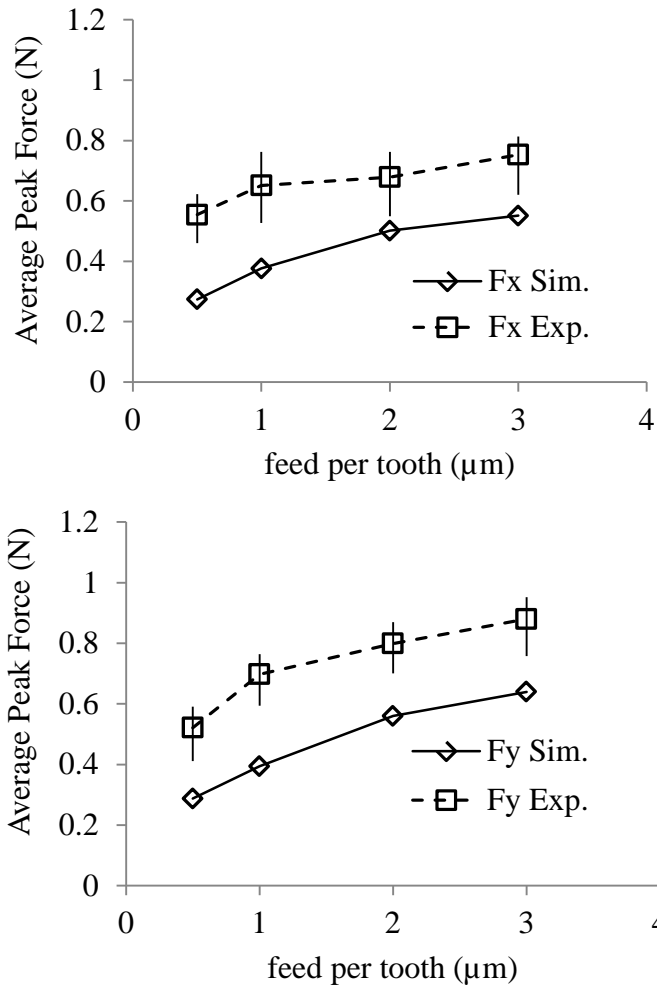 1.2
1
0.8
0.6
0.4
0.2
0
Average Peak Force (N)
Fx Sim.
Fx Exp.
0 1 2 3 4
feed per tooth (µm)
1.2
1
0.8
0.6
0.4
0.2
0
Average Peak Force (N)
Fy Sim.
Fy Exp.
0 1 2 3
feed per tooth (µm)